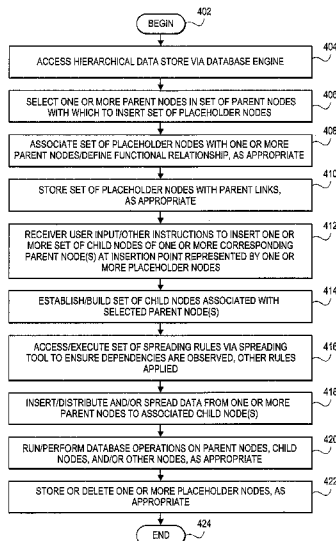 BEGIN
402
404
ACCESS HIERARCHICAL DATA STORE VIA DATABASE ENGINE
406
SELECT ONE OR MORE PARENT NODES IN SET OF PARENT NODES
WITH WHICH TO INSERT SET OF PLACEHOLDER NODES
408
ASSOCIATE SET OF PLACEHOLDER NODES WITH ONE OR MORE
PARENT NODES/DEFINE FUNCTIONAL RELATIONSHIP, AS APPROPRIATE
410
STORE SET OF PLACEHOLDER NODES WITH PARENT LINKS,
AS APPROPRIATE
412
RECEIVER USER INPUT/OTHER INSTRUCTIONS TO INSERT ONE OR
MORE SET OF CHILD NODES OF ONE OR MORE CORRESPONDING
PARENT NODE(S) AT INSERTION POINT REPRESENTED BY ONE OR
MORE PLACEHOLDER NODES
414
ESTABLISH/BUILD SET OF CHILD NODES ASSOCIATED WITH
SELECTED PARENT NODE(S)
416
ACCESS/EXECUTE SET OF SPREADING RULES VIA SPREADING
TOOL TO ENSURE DEPENDENCIES ARE OBSERVED, OTHER RULES
APPLIED
418
INSERT/DISTRIBUTE AND/OR SPREAD DATA FROM ONE OR MORE
PARENT NODES TO ASSOCIATED CHILD NODE(S)
420
RUN/PERFORM DATABASE OPERATIONS ON PARENT NODES, CHILD
NODES, AND/OR OTHER NODES, AS APPROPRIATE
422
STORE OR DELETE ONE OR MORE PLACEHOLDER NODES, AS
APPROPRIATE
END
424